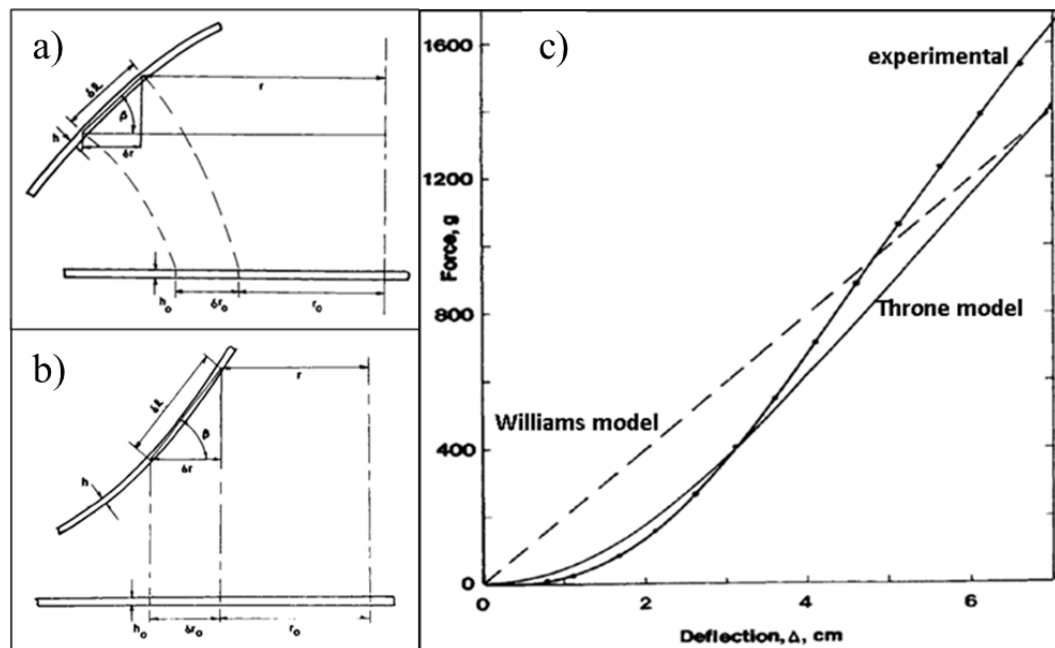 a)
δℓ
r
β
h
δr
h₀
δr₀
r₀
b)
δℓ
r
β
δr
h
h₀
δr₀
r₀
c)
1600
experimental
1200
Force, g
800
Throne model
Williams model
400
0
0
2
4
6
Deflection, Δ, cm